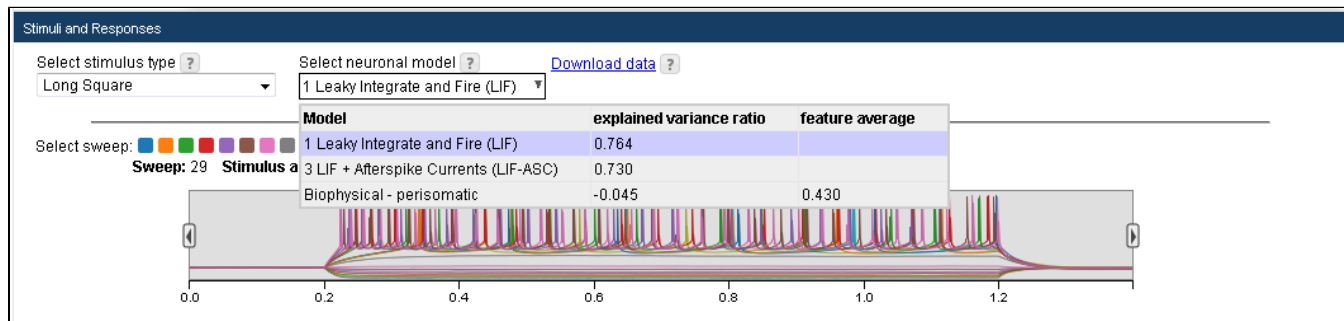 Stimuli and Responses
Select stimulus type ? Select neuronal model ? Download data ?
Long Square 1 Leaky Integrate and Fire (LIF)
Model explained variance ratio feature average
1 Leaky Integrate and Fire (LIF) 0.764
Select sweep:
3 LIF + Afterspike Currents (LIF-ASC) 0.730
Sweep: 29 Stimulus a
Biophysical - perisomatic -0.045 0.430
0.0 0.2 0.4 0.6 0.8 1.0 1.2